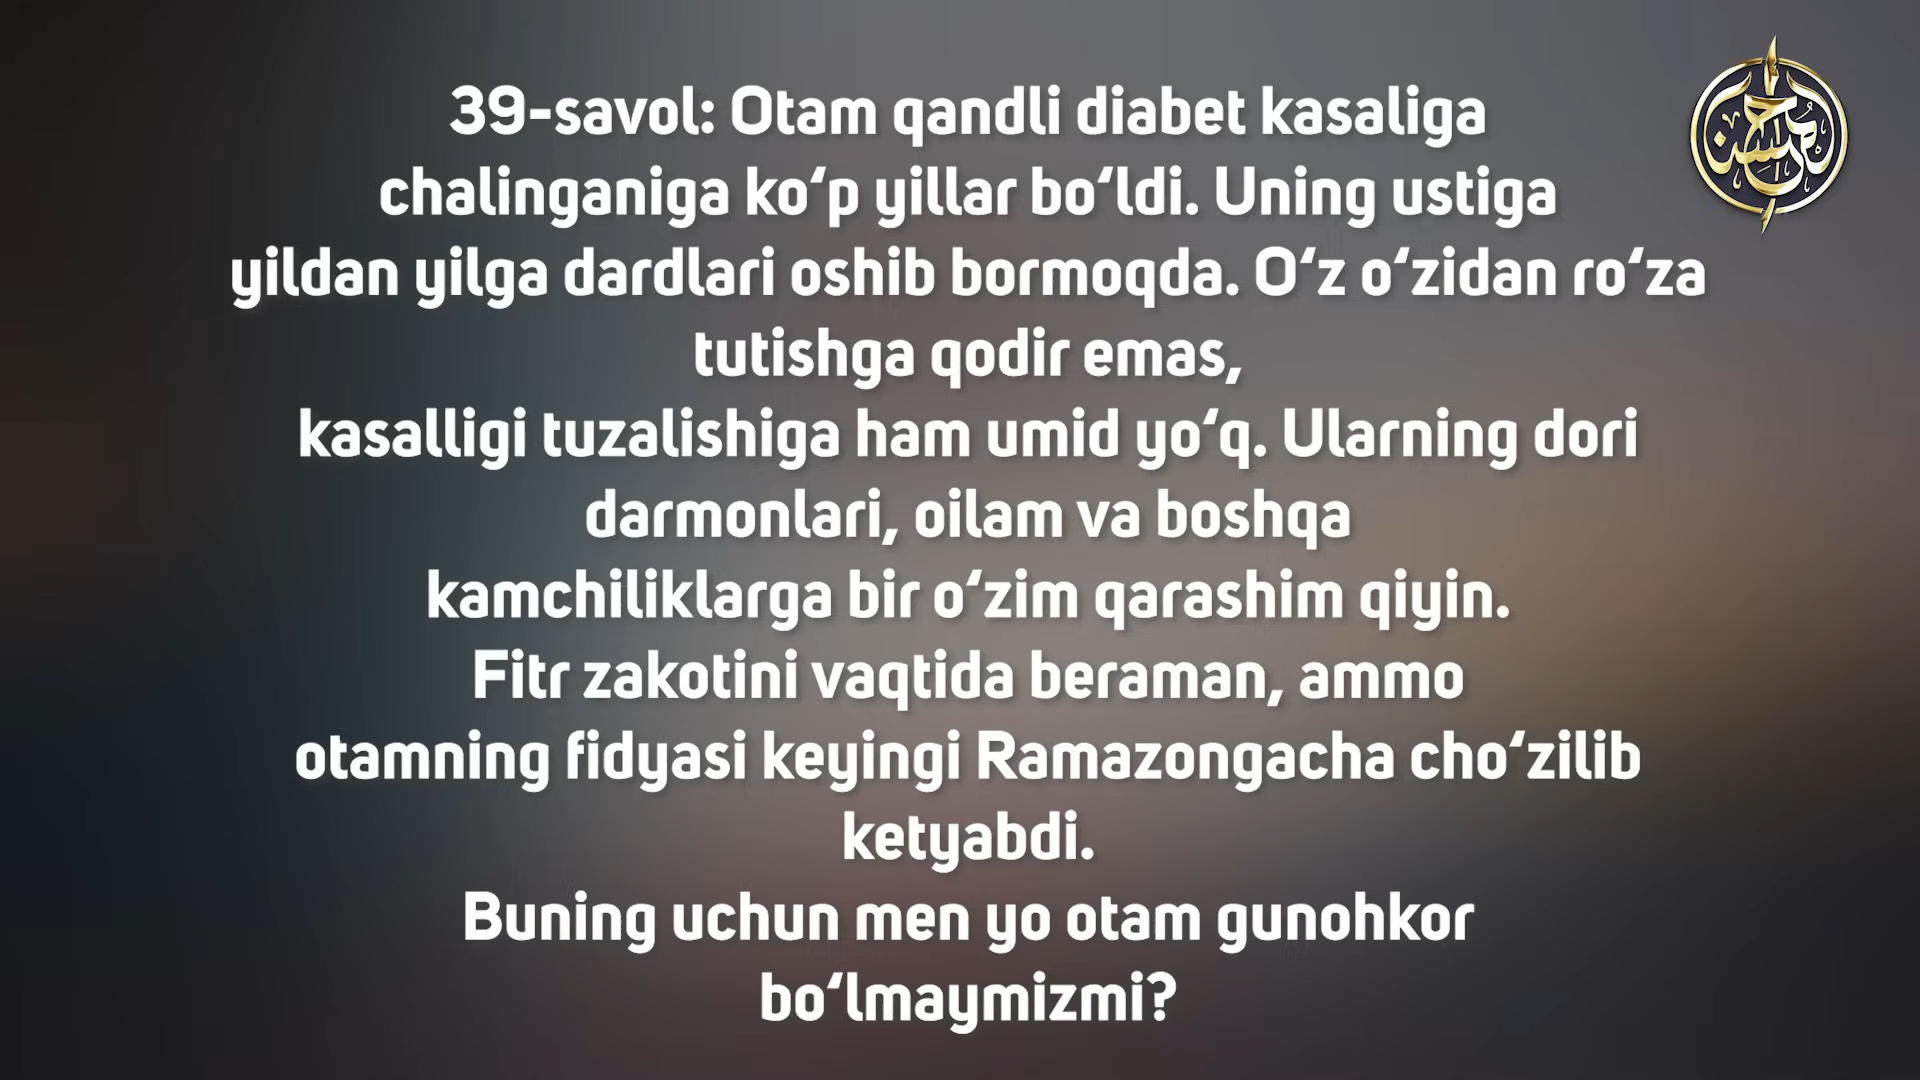 39-savol: Otam qandli diabet kasaliga
chalinganiga ko‘p yillar bo‘ldi. Uning ustiga
yildan yilga dardlari oshib bormoqda. O‘z o‘zidan ro‘za
tutishga qodir emas,
kasalligi tuzalishiga ham umid yo‘q. Ularning dori
darmonlari, oilam va boshqa
kamchiliklarga bir o‘zim qarashim qiyin.
Fitr zakotini vaqtida beraman, ammo
otamning fidyasi keyingi Ramazongacha cho‘zilib
ketyabdi.
Buning uchun men yo otam gunohkor
bo‘lmaymizmi?